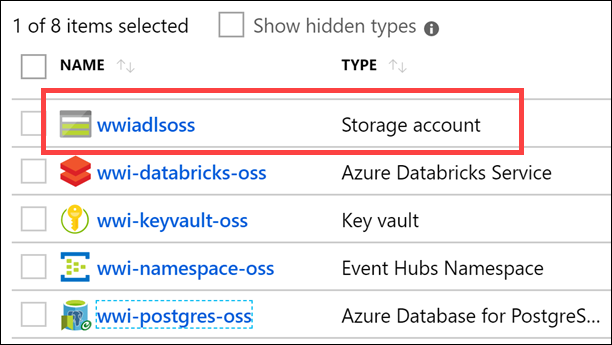 1 of 8 items selected Show hidden types
NAME TYPE
wwiadlsoss Storage account
wwi-databricks-oss Azure Databricks Service
wwi-keyvault-oss Key vault
wwi-namespace-oss Event Hubs Namespace
wwi-postgres-oss Azure Database for PostgreS...